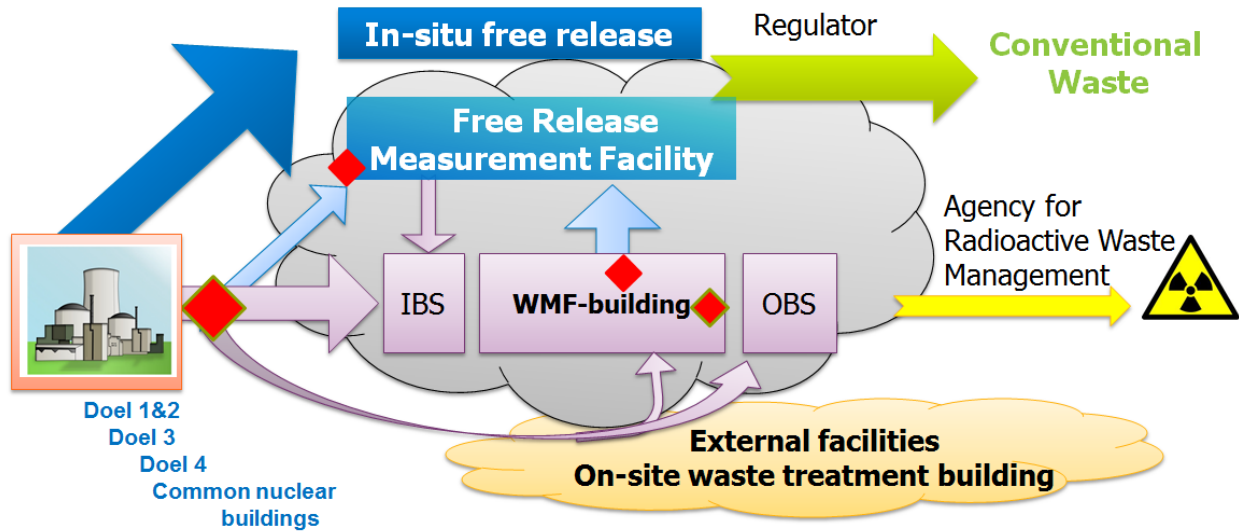 In-situ free release
Regulator
Conventional
Waste
Free Release
Measurement Facility
Agency for
Radioactive Waste
Management
IBS
WMF-building
OBS
Doel 1&2
Doel 3
Doel 4
Common nuclear
buildings
External facilities
On-site waste treatment building